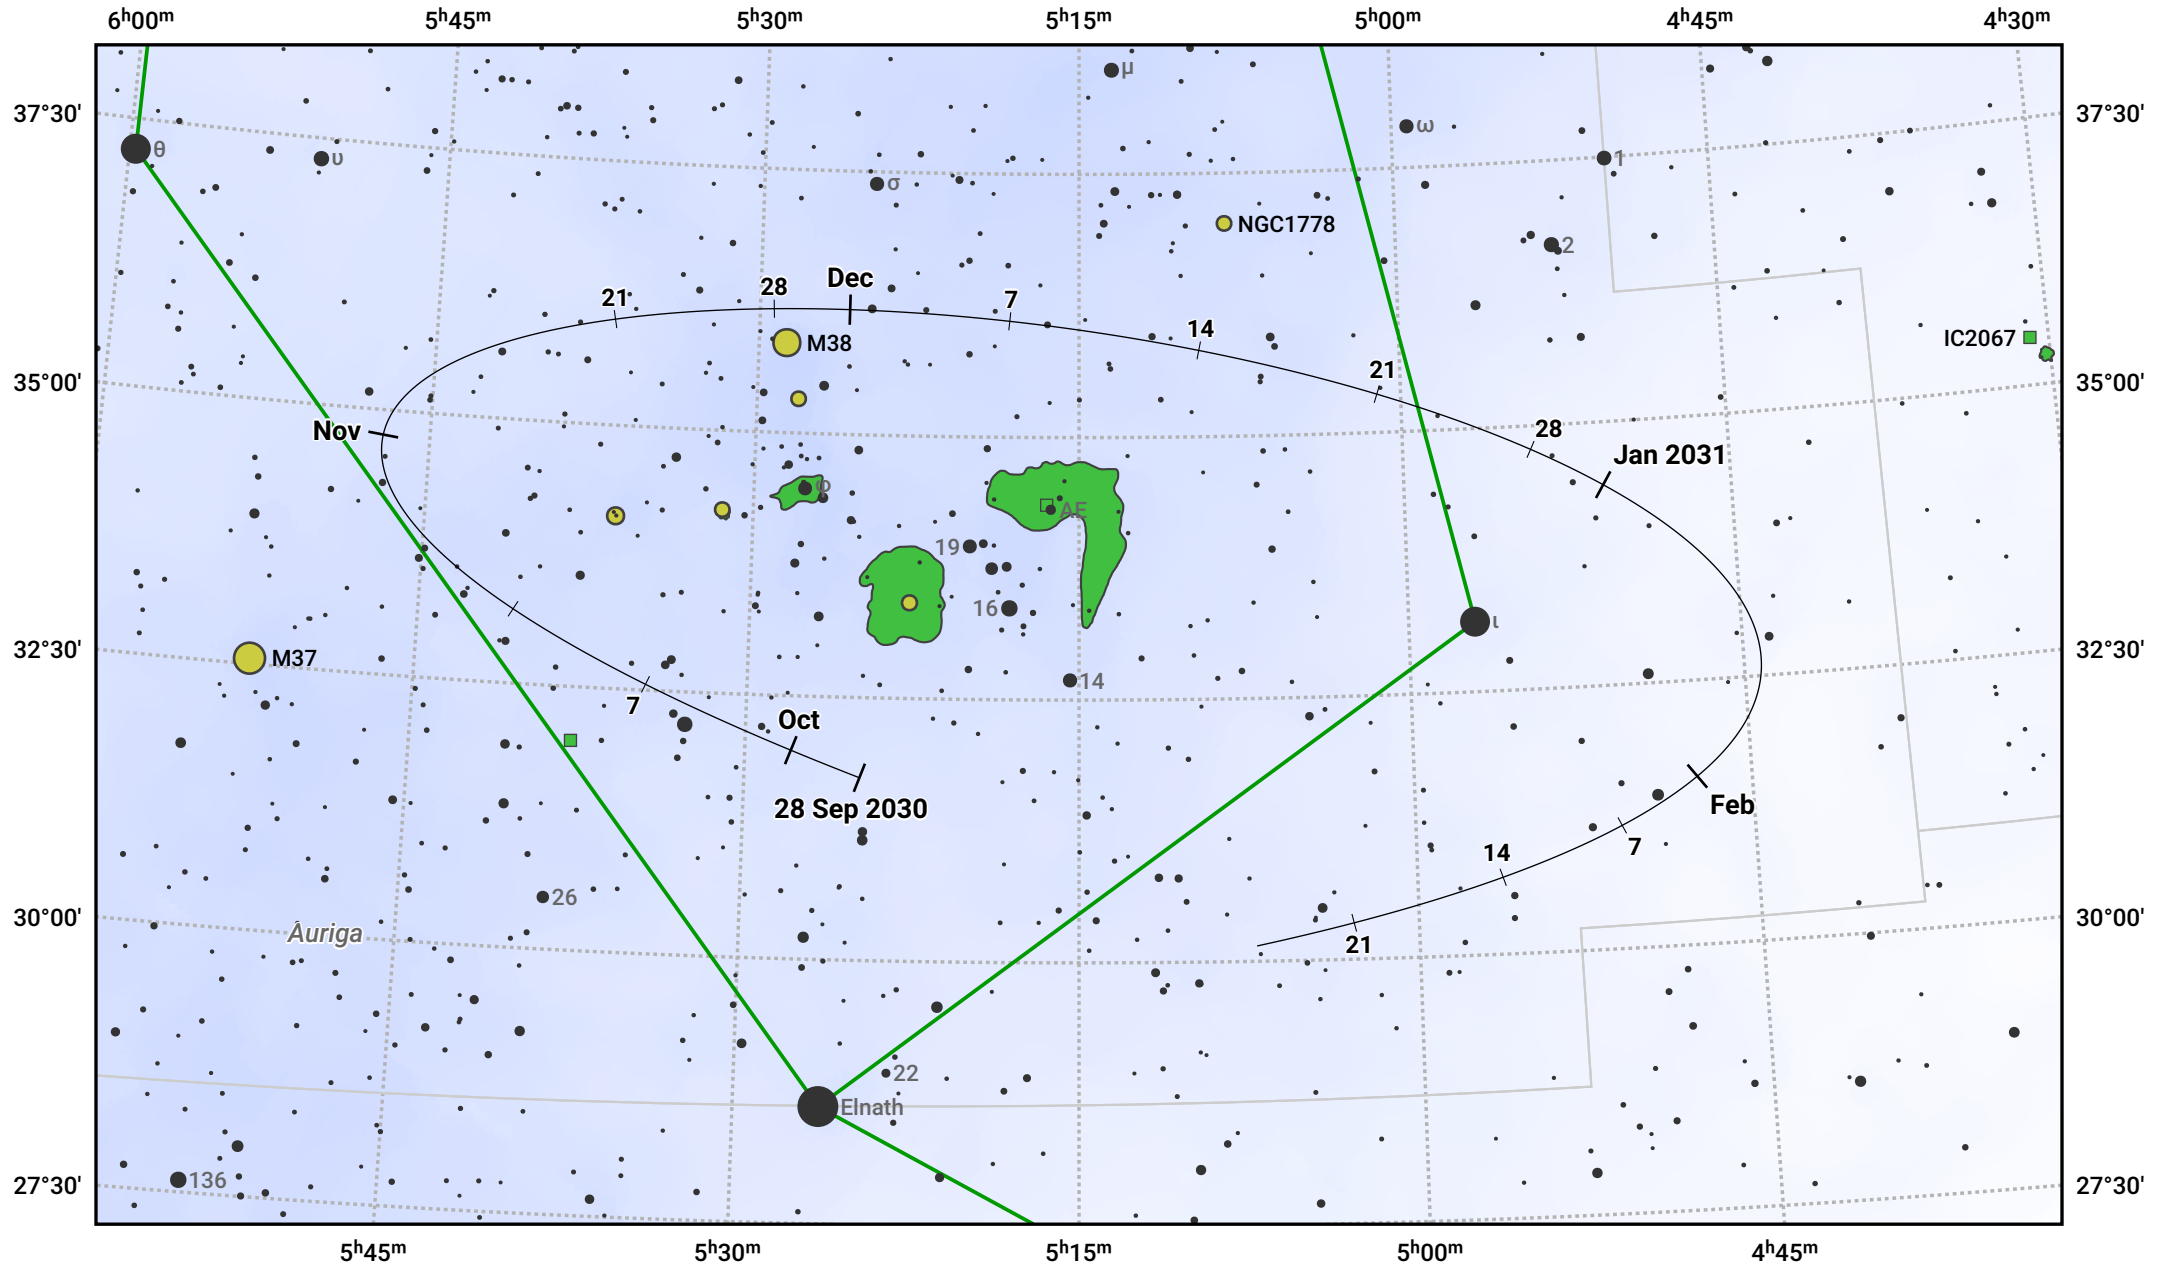 6ʰ00ᵐ 5ʰ45ᵐ 5ʰ30ᵐ 5ʰ15ᵐ 5ʰ00ᵐ 4ʰ45ᵐ 4ʰ30ᵐ
μ
37°30' 37°30'
ω
θ υ 1
σ
NGC1778
2
Dec
28
21 7
14
IC2067
M38
21
35°00' 35°00'
Nov 28
Jan 2031
φ
AE
19
16
ι
32°30' 32°30'
M37
14
7
Oct
28 Sep 2030 Feb
7
14
26
30°00' 30°00'
Auriga
21
22
Elnath
136
27°30' 27°30'
5ʰ45ᵐ 5ʰ30ᵐ 5ʰ15ᵐ 5ʰ00ᵐ 4ʰ45ᵐ